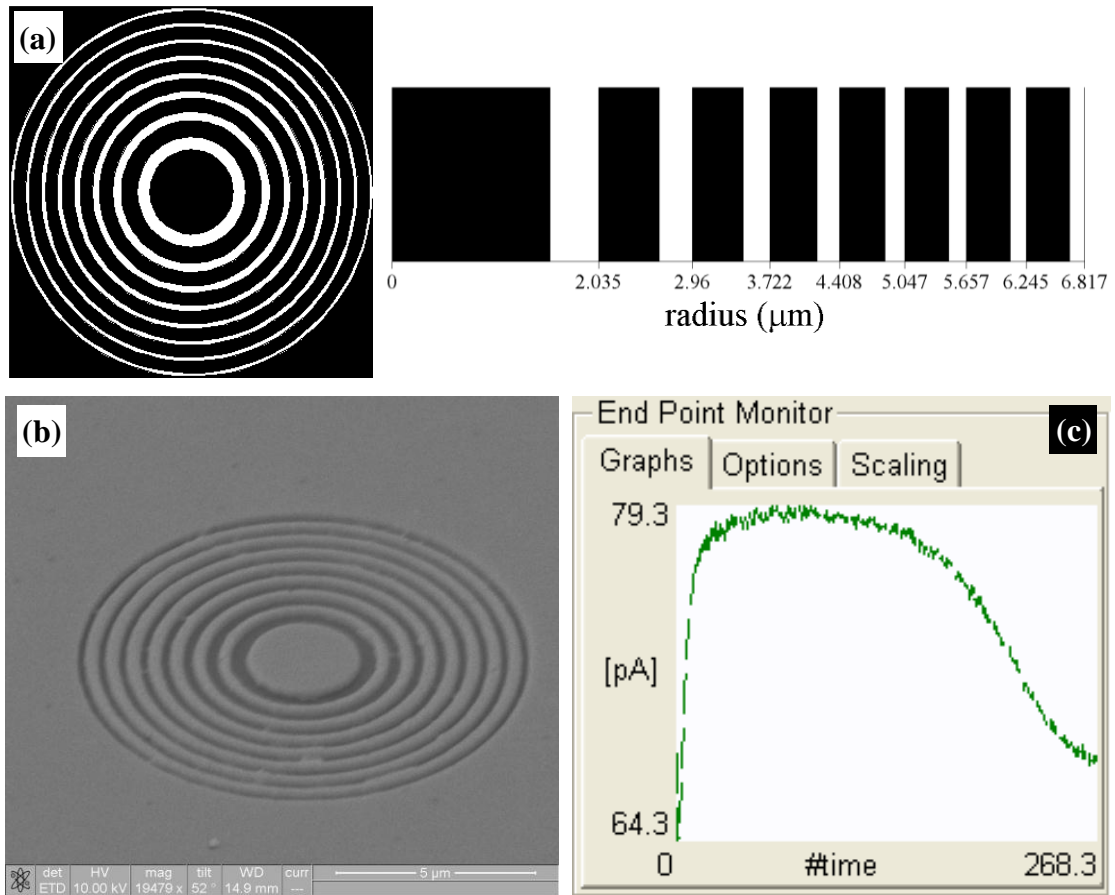 (a)
0 2.035 2.96 3.722 4.408 5.047 5.657 6.245 6.817
radius (μm)
(b)
det HV mag tilt WD curr
ETD 10.00 kV 19479 x 52 ° 14.9 mm --- 5 μm
(c)
End Point Monitor
Graphs Options Scaling
79.3
[pA]
64.3
0 #time 268.3